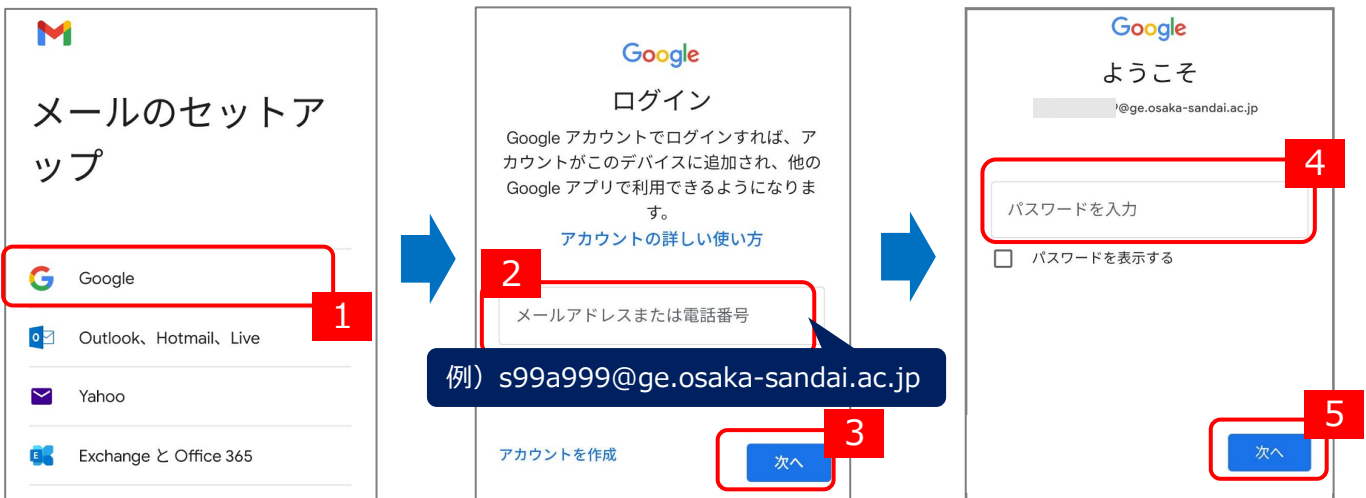 メールのセットア
ップ
Google
1
Outlook、Hotmail、Live
Yahoo
Exchange と Office 365
Google
ログイン
Google アカウントでログインすれば、ア
カウントがこのデバイスに追加され、他の
Google アプリで利用できるようになりま
す。
アカウントの詳しい使い方
2
メールアドレスまたは電話番号
例）s99a999@ge.osaka-sandai.ac.jp
3
アカウントを作成
次へ
Google
ようこそ
@ge.osaka-sandai.ac.jp
4
パスワードを入力
パスワードを表示する
5
次へ